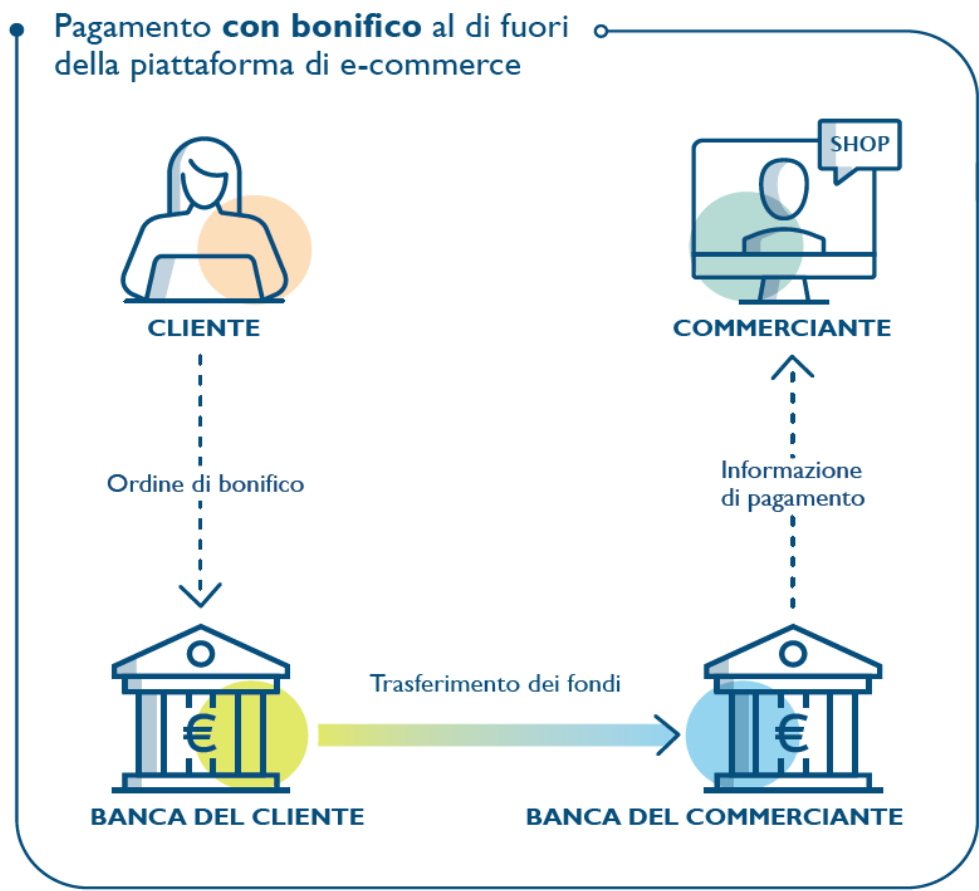 Pagamento con bonifico al di fuori
della piattaforma di e-commerce
SHOP
CLIENTE
COMMERCIANTE
Ordine di bonifico
Informazione
di pagamento
Trasferimento dei fondi
€
€
BANCA DEL CLIENTE
BANCA DEL COMMERCIANTE